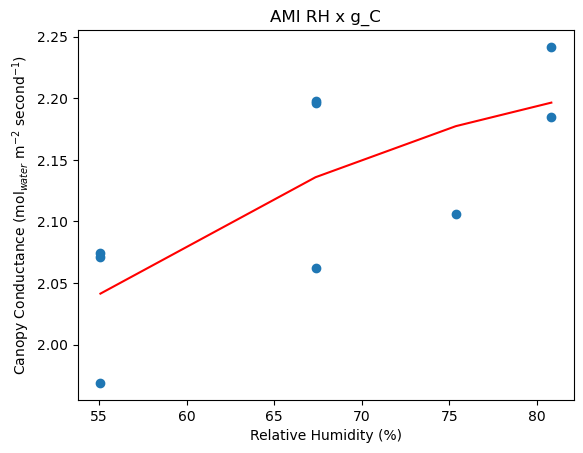 AMI RH x g_C
Canopy Conductance (mol_water m⁻² second⁻¹)
2.25
2.20
2.15
2.10
2.05
2.00
55 60 65 70 75 80
Relative Humidity (%)